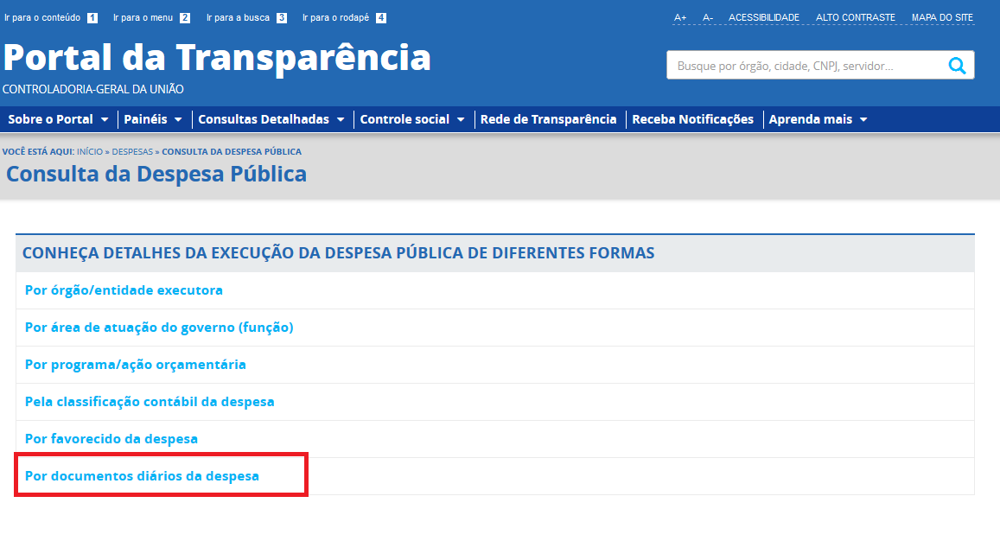 Ir para o conteúdo 1 Ir para o menu 2 Ir para a busca 3 Ir para o rodapé 4
A+ A- ACESSIBILIDADE ALTO CONTRASTE MAPA DO SITE
Portal da Transparência
Busque por órgão, cidade, CNPJ, servidor...
CONTROLADORIA-GERAL DA UNIÃO
Sobre o Portal Painéis Consultas Detalhadas Controle social Rede de Transparência Receba Notificações Aprenda mais
VOCÊ ESTÁ AQUI: INÍCIO » DESPESAS » CONSULTA DA DESPESA PÚBLICA
Consulta da Despesa Pública
CONHEÇA DETALHES DA EXECUÇÃO DA DESPESA PÚBLICA DE DIFERENTES FORMAS
Por órgão/entidade executora
Por área de atuação do governo (função)
Por programa/ação orçamentária
Pela classificação contábil da despesa
Por favorecido da despesa
Por documentos diários da despesa